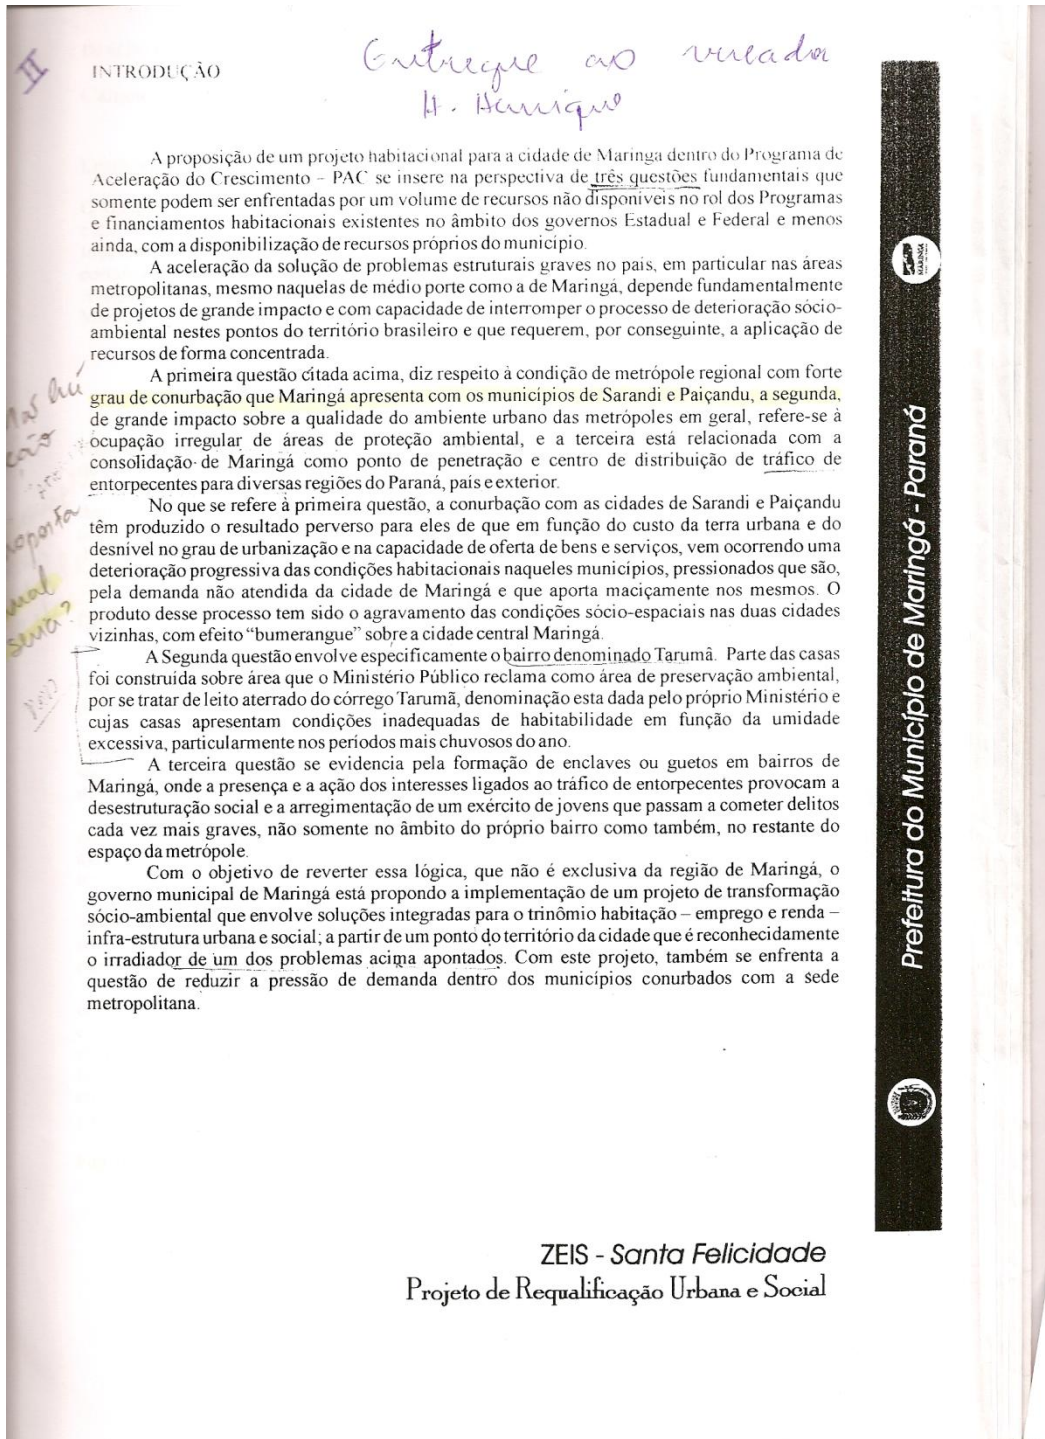 II
Entregue ao vereador
H. Henrique
INTRODUÇÃO
A proposição de um projeto habitacional para a cidade de Maringa dentro do Programa de
Aceleração do Crescimento – PAC se insere na perspectiva de três questões fundamentais que
somente podem ser enfrentadas por um volume de recursos não disponíveis no rol dos Programas
e financiamentos habitacionais existentes no âmbito dos governos Estadual e Federal e menos
ainda, com a disponibilização de recursos próprios do município.
A aceleração da solução de problemas estruturais graves no pais, em particular nas áreas
metropolitanas, mesmo naquelas de médio porte como a de Maringá, depende fundamentalmente
de projetos de grande impacto e com capacidade de interromper o processo de deterioração sócio-
ambiental nestes pontos do território brasileiro e que requerem, por conseguinte, a aplicação de
recursos de forma concentrada.
A primeira questão citada acima, diz respeito à condição de metrópole regional com forte
grau de conurbação que Maringá apresenta com os municípios de Sarandi e Paiçandu, a segunda,
de grande impacto sobre a qualidade do ambiente urbano das metrópoles em geral, refere-se à
ocupação irregular de áreas de proteção ambiental, e a terceira está relacionada com a
consolidação de Maringá como ponto de penetração e centro de distribuição de tráfico de
entorpecentes para diversas regiões do Paraná, país e exterior.
No que se refere à primeira questão, a conurbação com as cidades de Sarandi e Paiçandu
têm produzido o resultado perverso para eles de que em função do custo da terra urbana e do
desnível no grau de urbanização e na capacidade de oferta de bens e serviços, vem ocorrendo uma
deterioração progressiva das condições habitacionais naqueles municípios, pressionados que são,
pela demanda não atendida da cidade de Maringá e que aporta maciçamente nos mesmos. O
produto desse processo tem sido o agravamento das condições sócio-espaciais nas duas cidades
vizinhas, com efeito "bumerangue" sobre a cidade central Maringá.
A Segunda questão envolve especificamente o bairro denominado Tarumã. Parte das casas
foi construída sobre área que o Ministério Público reclama como área de preservação ambiental,
por se tratar de leito aterrado do córrego Tarumã, denominação esta dada pelo próprio Ministério e
cujas casas apresentam condições inadequadas de habitabilidade em função da umidade
excessiva, particularmente nos períodos mais chuvosos do ano.
A terceira questão se evidencia pela formação de enclaves ou guetos em bairros de
Maringá, onde a presença e a ação dos interesses ligados ao tráfico de entorpecentes provocam a
desestruturação social e a arregimentação de um exército de jovens que passam a cometer delitos
cada vez mais graves, não somente no âmbito do próprio bairro como também, no restante do
espaço da metrópole.
Com o objetivo de reverter essa lógica, que não é exclusiva da região de Maringá, o
governo municipal de Maringá está propondo a implementação de um projeto de transformação
sócio-ambiental que envolve soluções integradas para o trinômio habitação – emprego e renda –
infra-estrutura urbana e social; a partir de um ponto do território da cidade que é reconhecidamente
o irradiador de um dos problemas acima apontados. Com este projeto, também se enfrenta a
questão de reduzir a pressão de demanda dentro dos municípios conurbados com a sede
metropolitana.
Mas há
seria?
MARINGÁ
Prefeitura do Município de Maringá - Paraná
ZEIS - Santa Felicidade
Projeto de Requalificação Urbana e Social